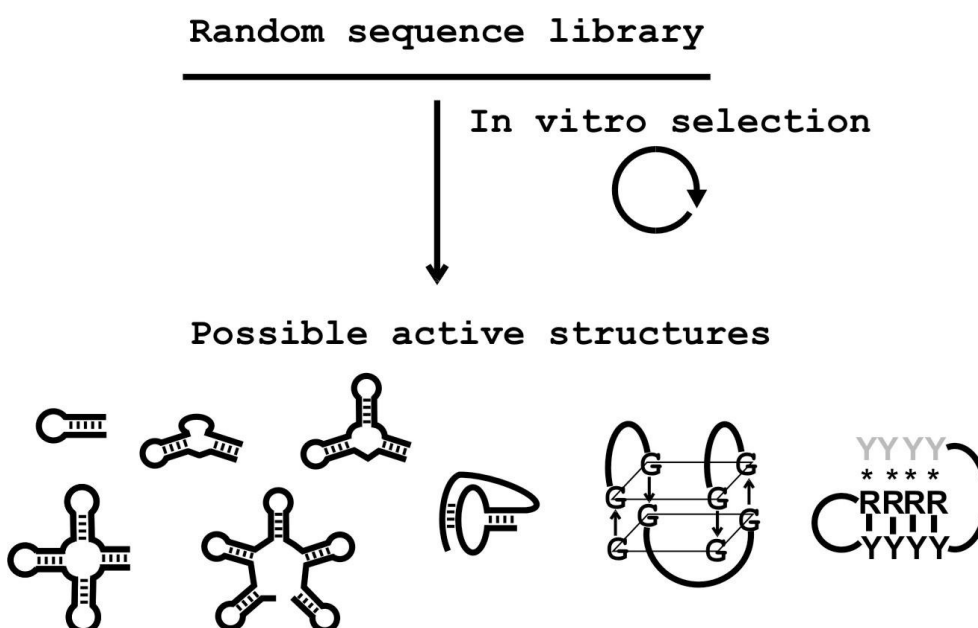 Random sequence library
In vitro selection
Possible active structures
YYYY
* * * *
G G
RRRR
G G
G G
YYYY
G G